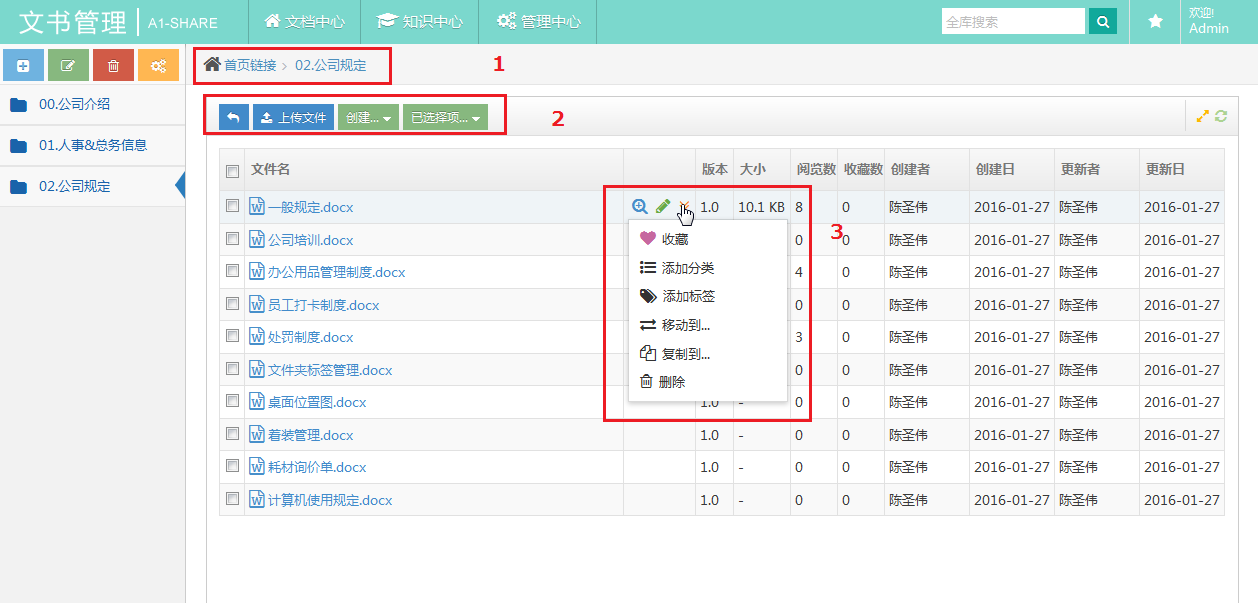 文书管理 A1-SHARE 文档中心 知识中心 管理中心 全库搜索 欢迎! Admin
首页链接 > 02.公司规定 1
00.公司介绍
01.人事&总务信息
02.公司规定
上传文件 创建... 已选择项... 2
文件名 版本 大小 阅览数 收藏数 创建者 创建日 更新者 更新日
一般规定.docx 1.0 10.1 KB 8 0 陈圣伟 2016-01-27 陈圣伟 2016-01-27
公司培训.docx 0 0 陈圣伟 2016-01-27 陈圣伟 2016-01-27
办公用品管理制度.docx 4 0 陈圣伟 2016-01-27 陈圣伟 2016-01-27
员工打卡制度.docx 0 0 陈圣伟 2016-01-27 陈圣伟 2016-01-27
处罚制度.docx 3 0 陈圣伟 2016-01-27 陈圣伟 2016-01-27
文件夹标签管理.docx 0 0 陈圣伟 2016-01-27 陈圣伟 2016-01-27
桌面位置图.docx 1.0 - 0 0 陈圣伟 2016-01-27 陈圣伟 2016-01-27
着装管理.docx 1.0 - 0 0 陈圣伟 2016-01-27 陈圣伟 2016-01-27
耗材询价单.docx 1.0 - 0 0 陈圣伟 2016-01-27 陈圣伟 2016-01-27
计算机使用规定.docx 1.0 - 0 0 陈圣伟 2016-01-27 陈圣伟 2016-01-27
收藏
添加分类
添加标签
移动到...
复制到...
删除
3